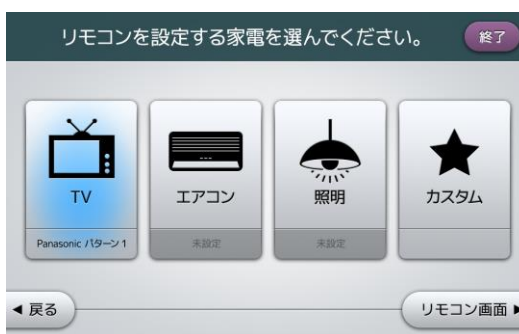 リモコンを設定する家電を選んでください。
終了
TV
エアコン
照明
カスタム
Panasonic パターン1
未設定
未設定
戻る
リモコン画面